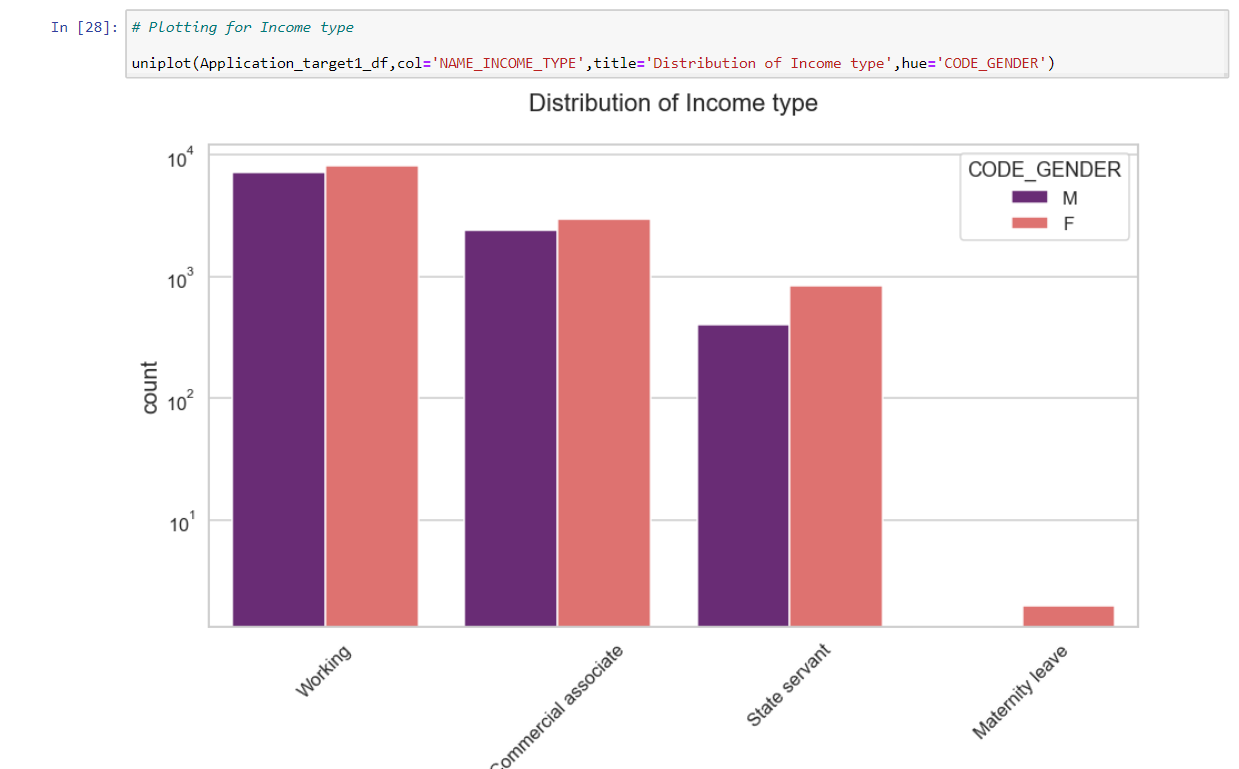 In [28]:
# Plotting for Income type
uniplot(Application_target1_df,col='NAME_INCOME_TYPE',title='Distribution of Income type',hue='CODE_GENDER')
Distribution of Income type
CODE_GENDER
M
F
count
10^4
10^3
10^2
10^1
Working
Commercial associate
State servant
Maternity leave